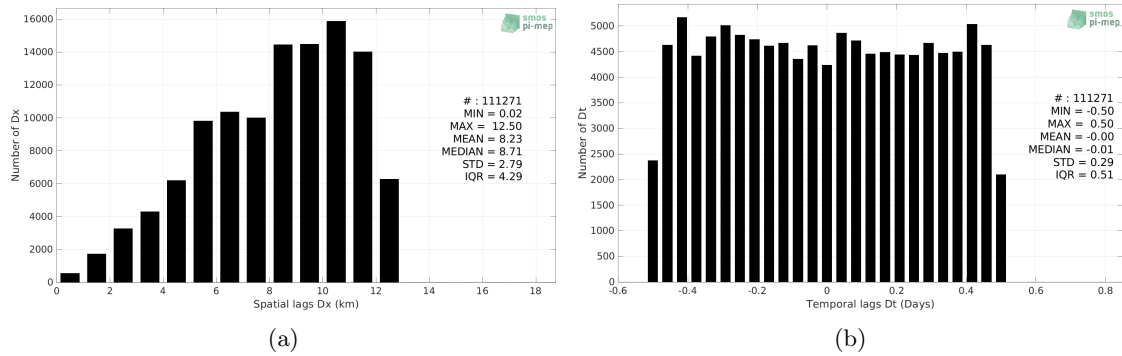 smos
pi-mep
16000
14000
12000
10000
8000
6000
4000
2000
0
Number of Dx
# : 111271
MIN = 0.02
MAX = 12.50
MEAN = 8.23
MEDIAN = 8.71
STD = 2.79
IQR = 4.29
0 2 4 6 8 10 12 14 16 18
Spatial lags Dx (km)
(a)
smos
pi-mep
5000
4500
4000
3500
3000
2500
2000
1500
1000
500
0
Number of Dt
# : 111271
MIN = -0.50
MAX = 0.50
MEAN = -0.00
MEDIAN = -0.01
STD = 0.29
IQR = 0.51
-0.6 -0.4 -0.2 0 0.2 0.4 0.6 0.8
Temporal lags Dt (Days)
(b)